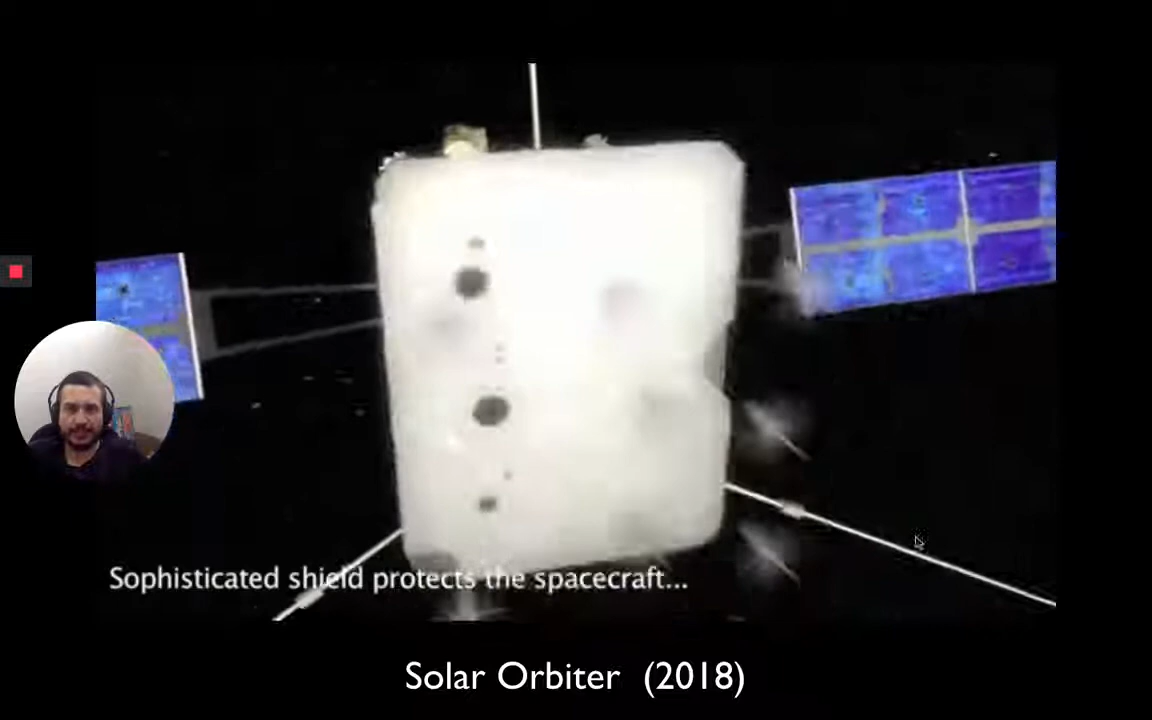 Sophisticated shield protects the spacecraft...
Solar Orbiter (2018)